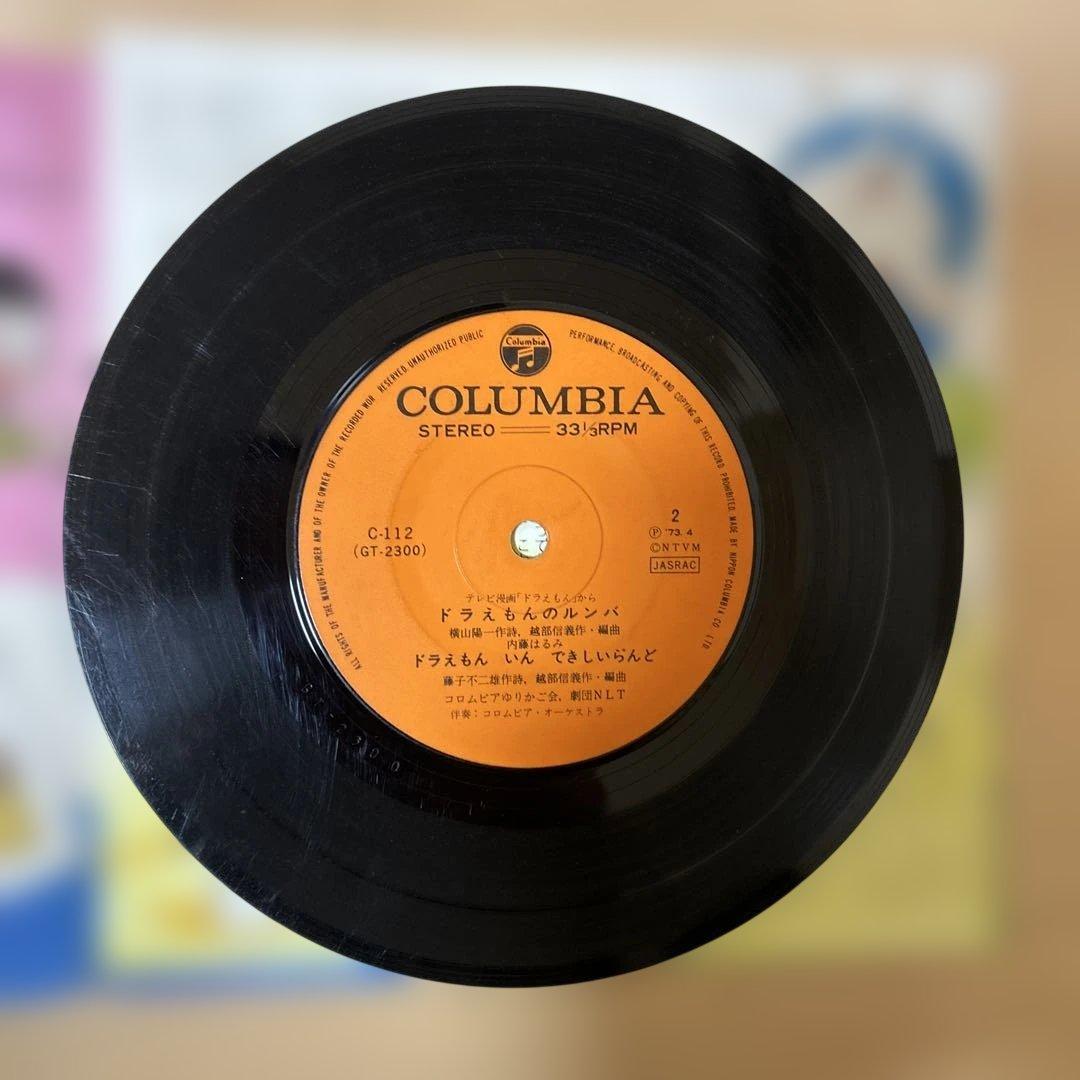 Columbia
ALL RIGHTS OF THE MANUFACTURER AND OF THE OWNER OF THE RECORDED WOR RESERVED. UNAUTHORIZED PUBLIC PERFORMANCE, BROADCASTING AND COPYING OF THIS RECORD PROHIBITED. MADE BY NIPPON COLUMBIA CO. LTD
COLUMBIA
STEREO 33⅓RPM
C-112
(GT-2300)
2
Ⓟ '73. 4
©NTVM
JASRAC
テレビ漫画「ドラえもん」から
ドラえもんのルンバ
横山陽一作詩, 越部信義作・編曲
内藤はるみ
ドラえもん いん できしいらんど
藤子不二雄作詩, 越部信義作・編曲
コロムビアゆりかご会, 劇団NLT
伴奏:コロムビア・オーケストラ